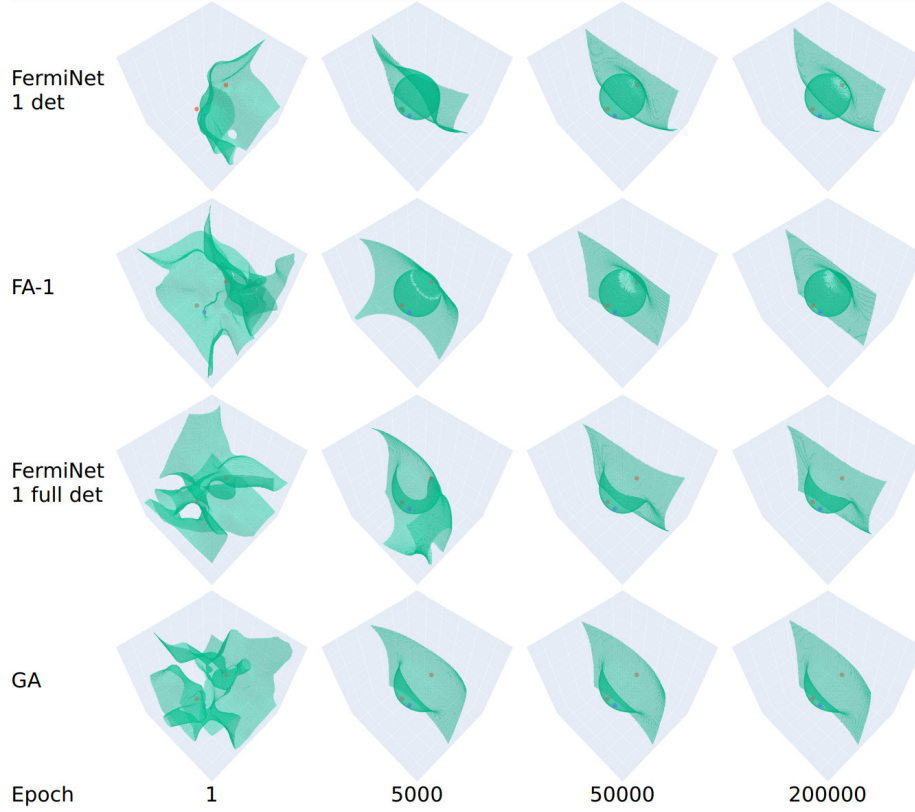 FermiNet
1 det
FA-1
FermiNet
1 full det
GA
Epoch 1 5000 50000 200000